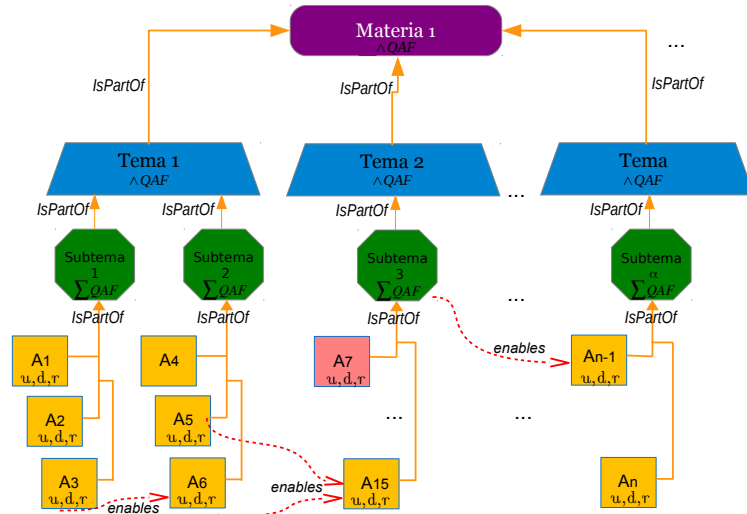 Materia 1
∧QAF
...
IsPartOf
IsPartOf
IsPartOf
Tema 1
∧QAF
Tema 2
∧QAF
...
Tema
∧QAF
IsPartOf
IsPartOf
IsPartOf
IsPartOf
Subtema
1
∑QAF
Subtema
2
∑QAF
Subtema
3
∑QAF
...
Subtema
α
∑QAF
IsPartOf
IsPartOf
IsPartOf
IsPartOf
enables
A1
u,d,r
A4
A7
u,d,r
An-1
u,d,r
A2
u,d,r
A5
u,d,r
...
...
A3
u,d,r
A6
u,d,r
enables
A15
u,d,r
An
u,d,r
enables